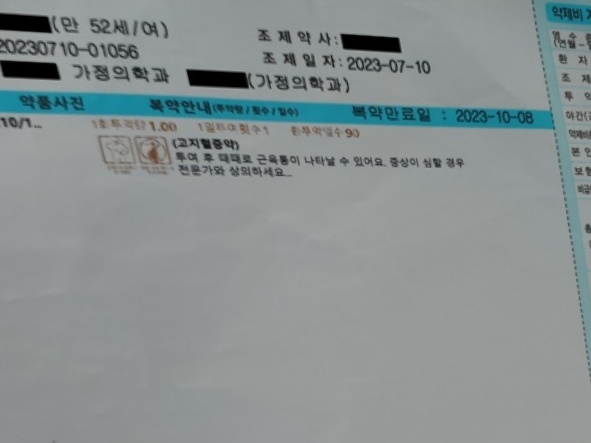 (만 52세/여)
조 제 약 사 :
20230710-01056
조 제 일 자 : 2023-07-10
가정의학과 (가정의학과)
약품사진 복약안내(투약량 / 횟수 / 일수) 복약만료일 : 2023-10-08
10/1... 1회투약량 1.00 1일투여횟수 1 총투약일수 90
(고지혈증약)
투여 후 때때로 근육통이 나타날 수 있어요. 증상이 심할 경우
전문가와 상의하세요...
약제비
영 수
환 자
조 제
투 약
야간(
약제비
본 인
보 험
비급
총